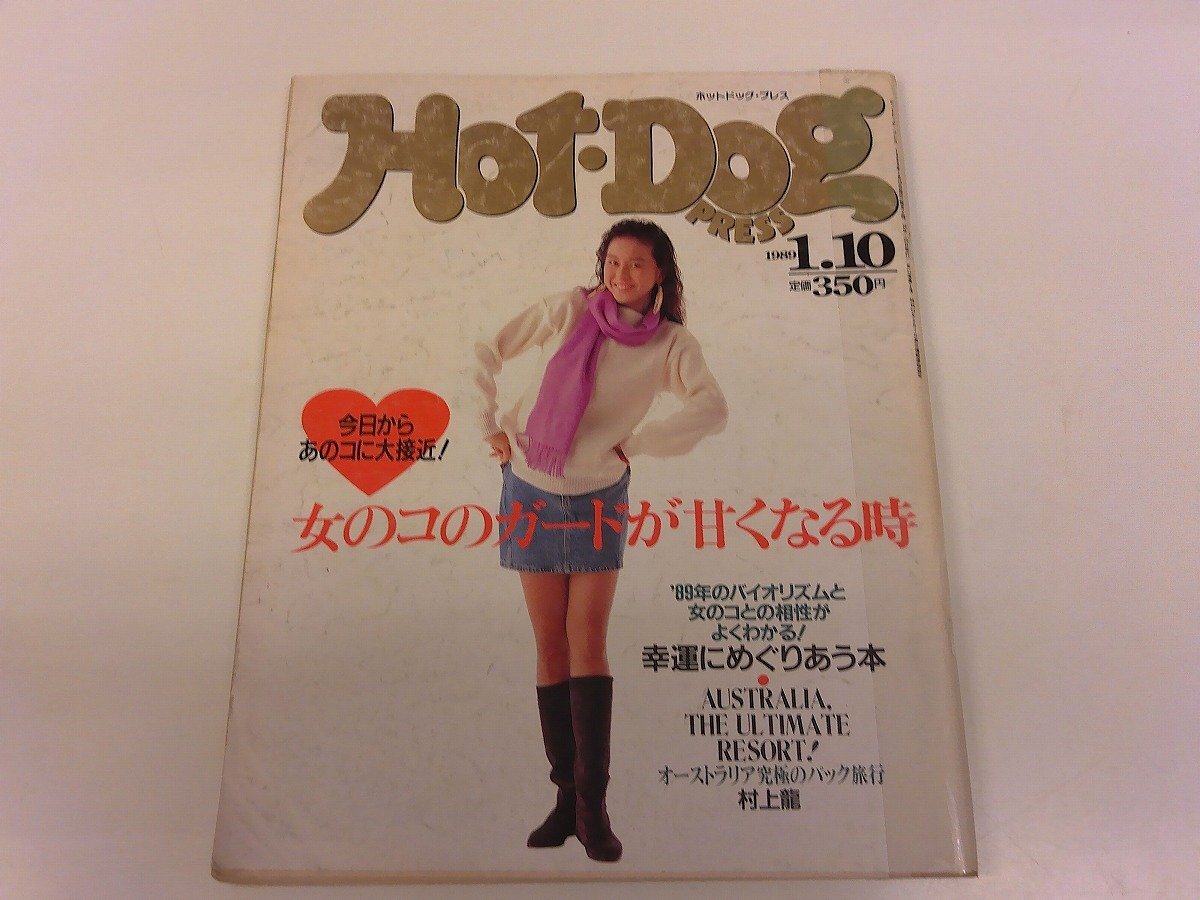 ホットドッグ・プレス
Hot-Dog
PRESS
1989 1.10
定価350円
今日から
あのコに大接近!
女のコのガードが甘くなる時
'89年のバイオリズムと
女のコとの相性が
よくわかる!
幸運にめぐりあう本
AUSTRALIA,
THE ULTIMATE
RESORT!
オーストラリア究極のパック旅行
村上龍